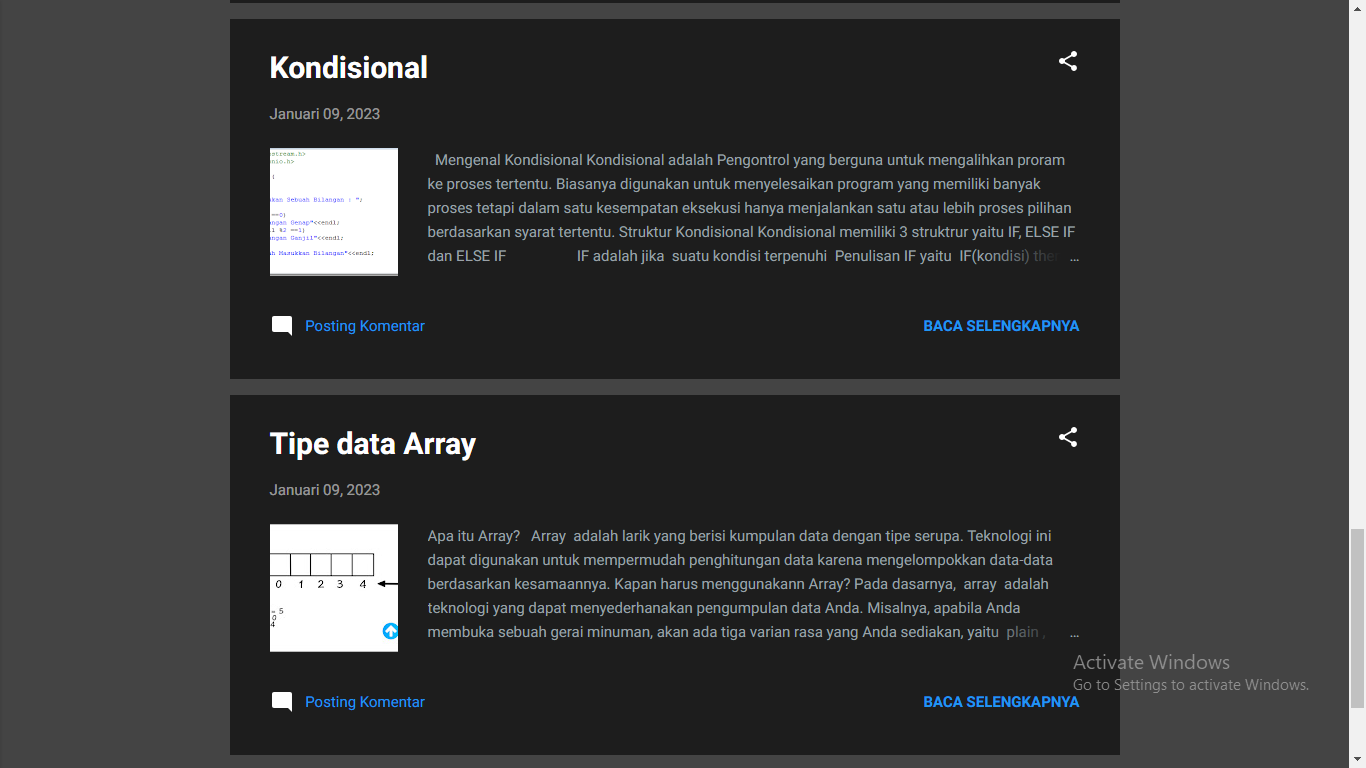 Kondisional
Januari 09, 2023
stream.h>
nio.h>
{
kan Sebuah Bilangan : ";
==0)
ngan Genap"<<endl;
l %2 ==1)
ngan Ganjil"<<endl;
h Masukkan Bilangan"<<endl;
Mengenal Kondisional Kondisional adalah Pengontrol yang berguna untuk mengalihkan proram
ke proses tertentu. Biasanya digunakan untuk menyelesaikan program yang memiliki banyak
proses tetapi dalam satu kesempatan eksekusi hanya menjalankan satu atau lebih proses pilihan
berdasarkan syarat tertentu. Struktur Kondisional Kondisional memiliki 3 struktrur yaitu IF, ELSE IF
dan ELSE IF IF adalah jika suatu kondisi terpenuhi Penulisan IF yaitu IF(kondisi) the ...
Posting Komentar
BACA SELENGKAPNYA
Tipe data Array
Januari 09, 2023
0 1 2 3 4
= 5
0
4
Apa itu Array? Array adalah larik yang berisi kumpulan data dengan tipe serupa. Teknologi ini
dapat digunakan untuk mempermudah penghitungan data karena mengelompokkan data-data
berdasarkan kesamaannya. Kapan harus menggunakann Array? Pada dasarnya, array adalah
teknologi yang dapat menyederhanakan pengumpulan data Anda. Misalnya, apabila Anda
membuka sebuah gerai minuman, akan ada tiga varian rasa yang Anda sediakan, yaitu plain , ...
Posting Komentar
BACA SELENGKAPNYA
Activate Windows
Go to Settings to activate Windows.